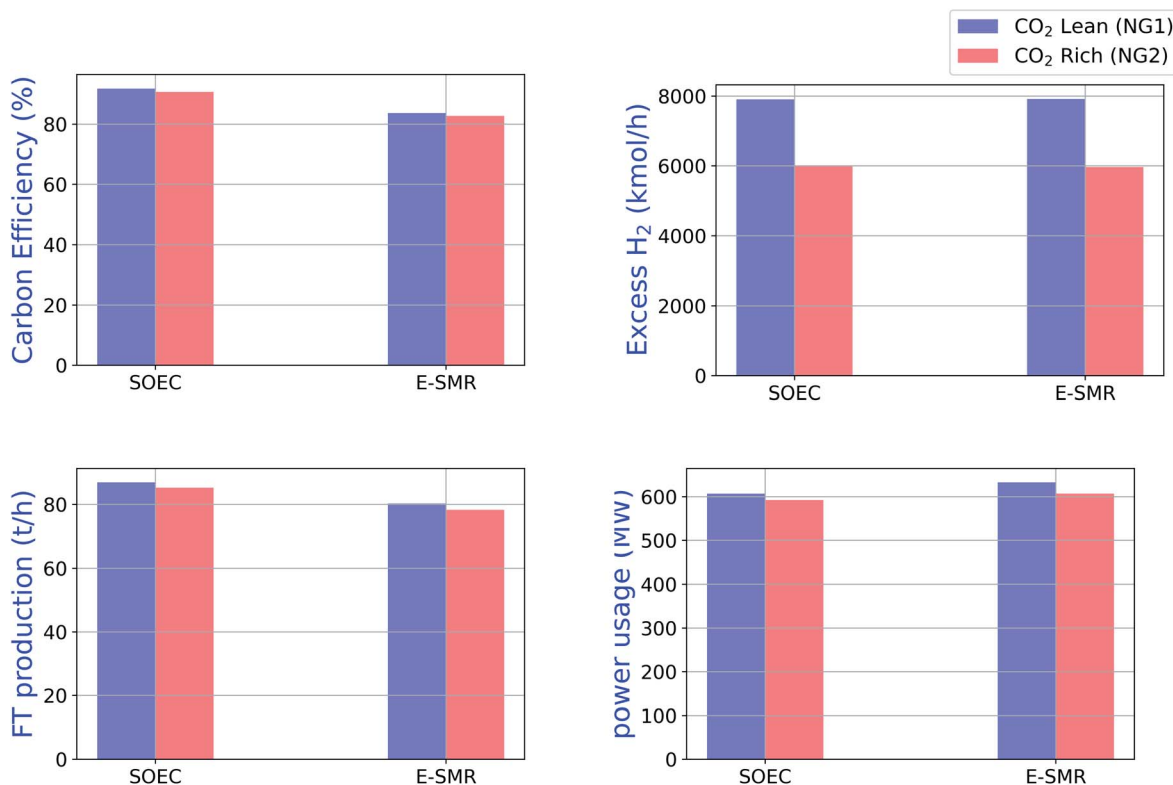 CO₂ Lean (NG1)
CO₂ Rich (NG2)
Carbon Efficiency (%)
80
60
40
20
0
SOEC
E-SMR
Excess H₂ (kmol/h)
8000
6000
4000
2000
0
SOEC
E-SMR
FT production (t/h)
80
60
40
20
0
SOEC
E-SMR
power usage (MW)
600
500
400
300
200
100
0
SOEC
E-SMR